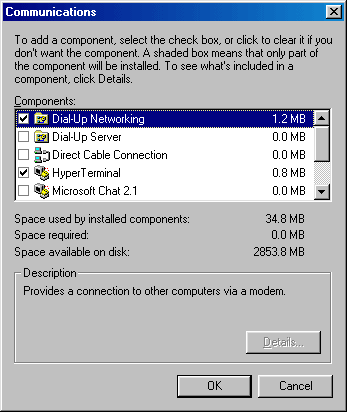 Communications
To add a component, select the check box, or click to clear it if you
don't want the component. A shaded box means that only part of
the component will be installed. To see what's included in a
component, click Details.
Components:
Dial-Up Networking 1.2 MB
Dial-Up Server 0.0 MB
Direct Cable Connection 0.0 MB
HyperTerminal 0.8 MB
Microsoft Chat 2.1 0.0 MB
Space used by installed components: 34.8 MB
Space required: 0.0 MB
Space available on disk: 2853.8 MB
Description
Provides a connection to other computers via a modem.
Details...
OK Cancel